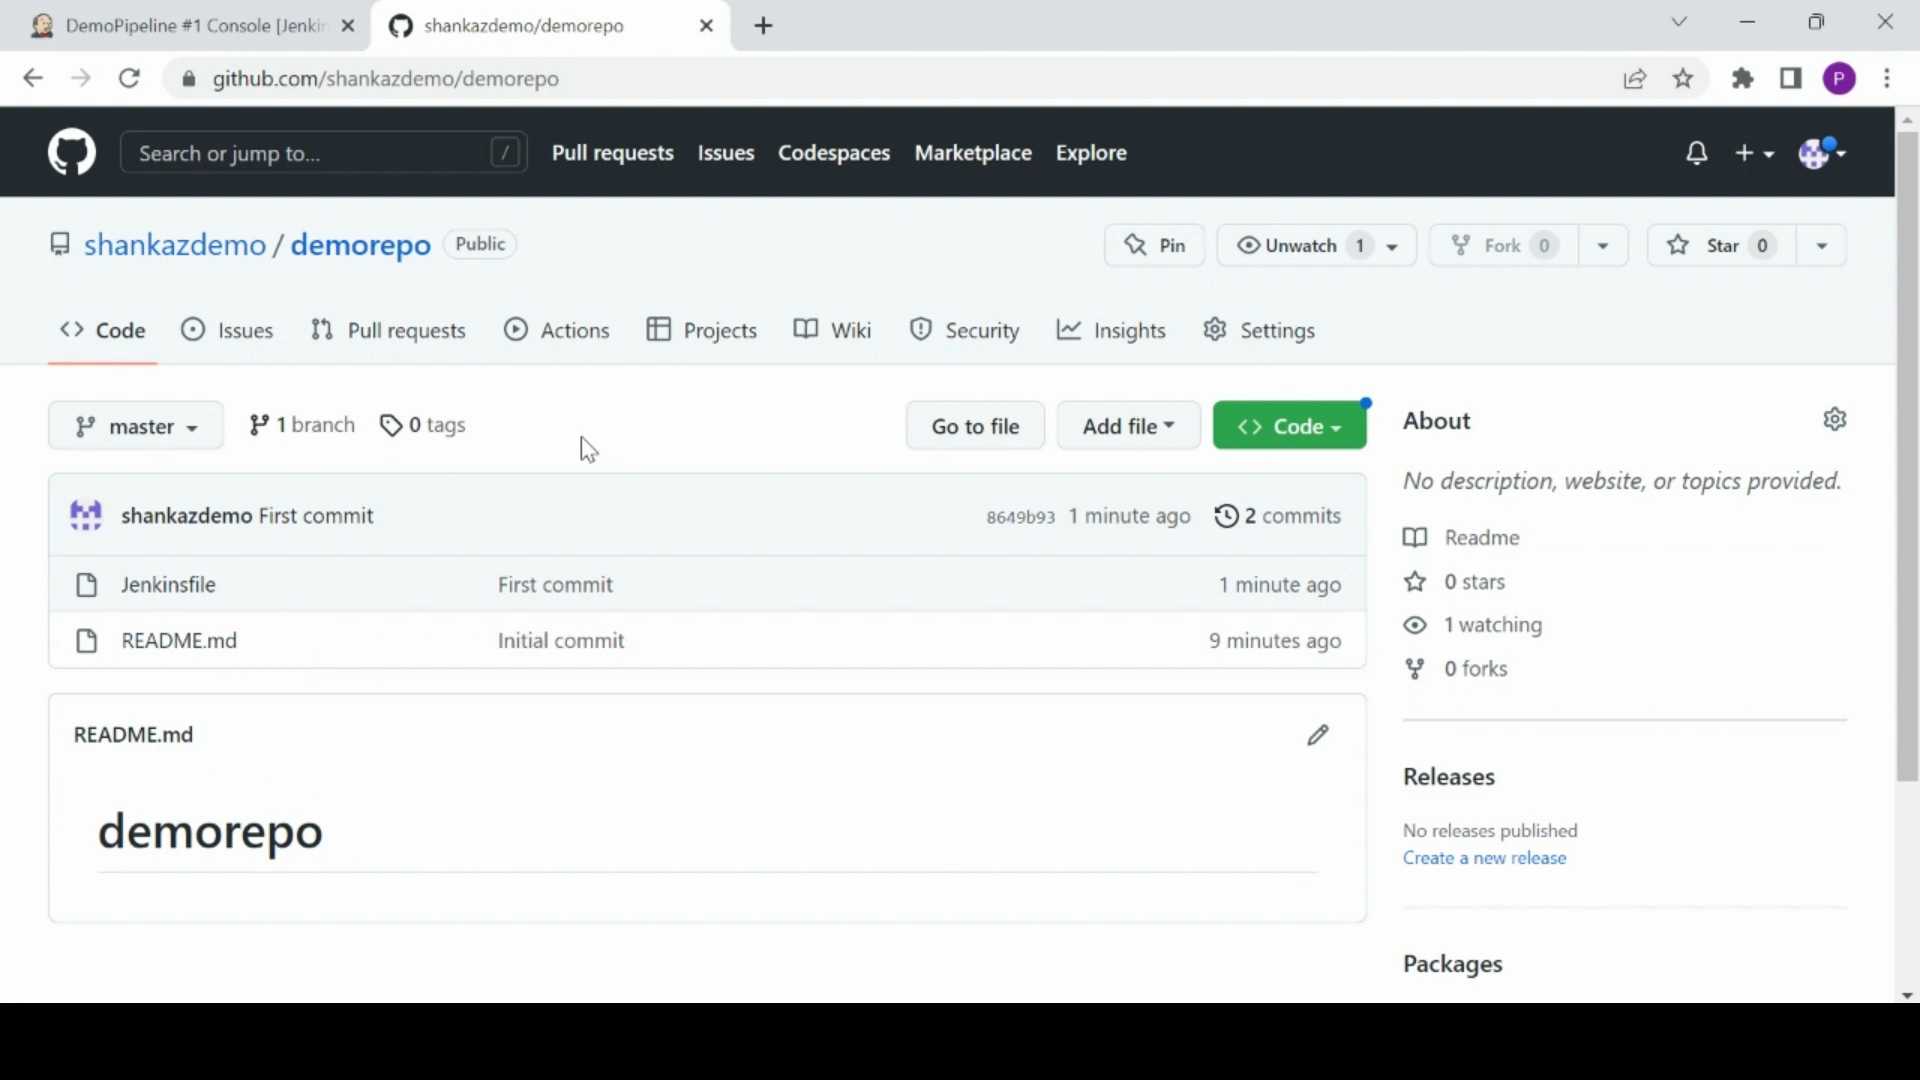 DemoPipeline #1 Console [Jenkin
shankazdemo/demorepo
github.com/shankazdemo/demorepo
P
Search or jump to... /
Pull requests Issues Codespaces Marketplace Explore
shankazdemo / demorepo Public
Pin Unwatch 1 Fork 0 Star 0
Code Issues Pull requests Actions Projects Wiki Security Insights Settings
master 1 branch 0 tags Go to file Add file Code
shankazdemo First commit 8649b93 1 minute ago 2 commits
Jenkinsfile First commit 1 minute ago
README.md Initial commit 9 minutes ago
README.md
demorepo
About
No description, website, or topics provided.
Readme
0 stars
1 watching
0 forks
Releases
No releases published
Create a new release
Packages